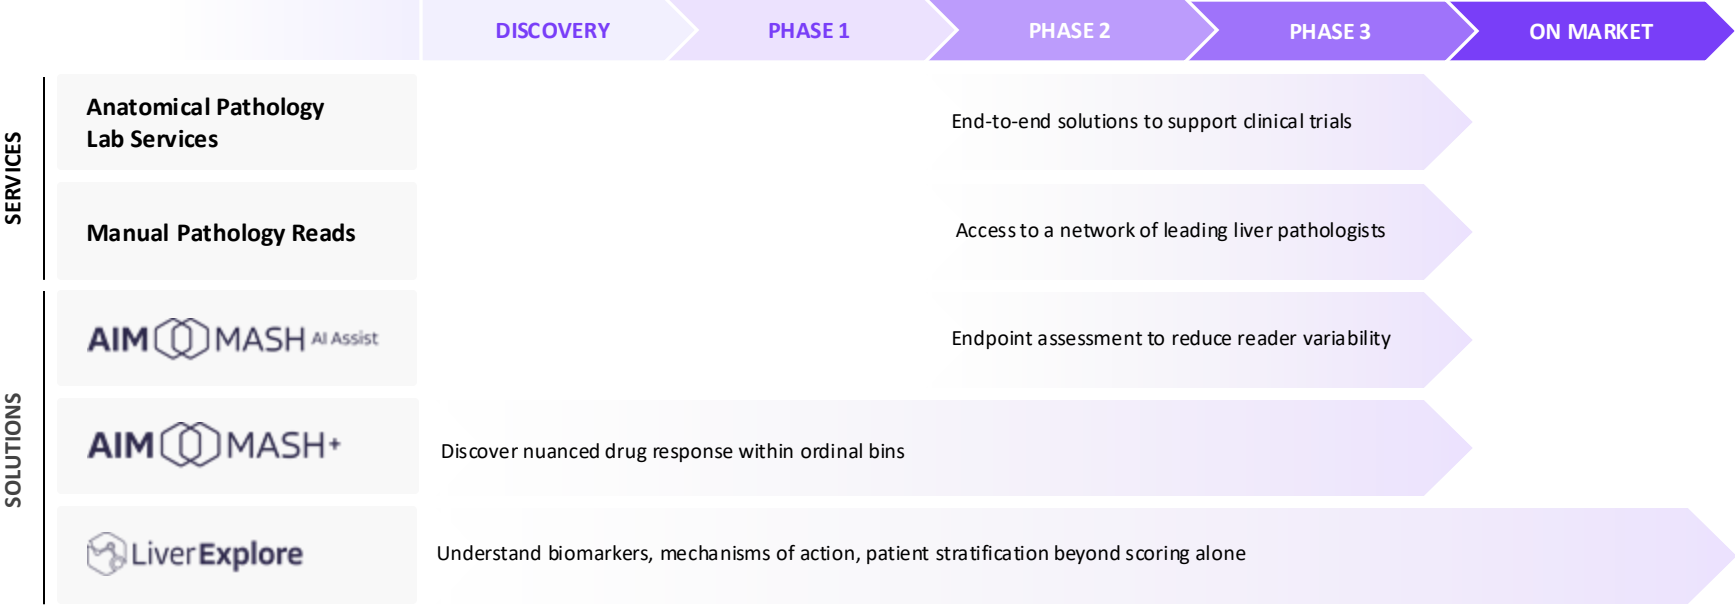 DISCOVERY
PHASE 1
PHASE 2
PHASE 3
ON MARKET
SERVICES
Anatomical Pathology
Lab Services
End-to-end solutions to support clinical trials
Manual Pathology Reads
Access to a network of leading liver pathologists
SOLUTIONS
AIM MASH AI Assist
Endpoint assessment to reduce reader variability
AIM MASH+
Discover nuanced drug response within ordinal bins
LiverExplore
Understand biomarkers, mechanisms of action, patient stratification beyond scoring alone